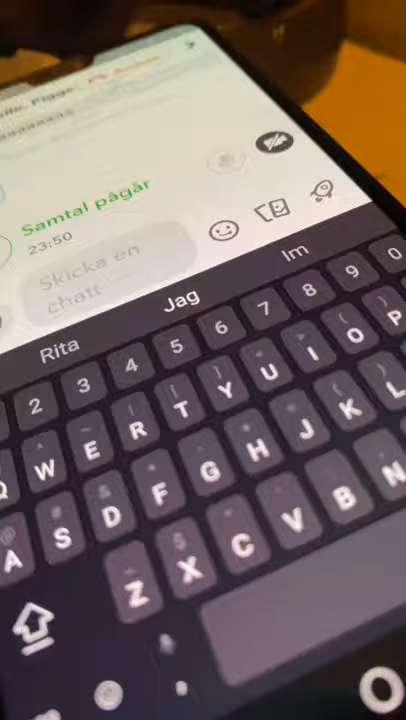 Samtal pågår
23:50
Skicka en
chatt
Rita Jag Im
2 3 4 5 6 7 8 9 0
Q W E R T Y U I O P
A S D F G H J K L
Z X C V B N